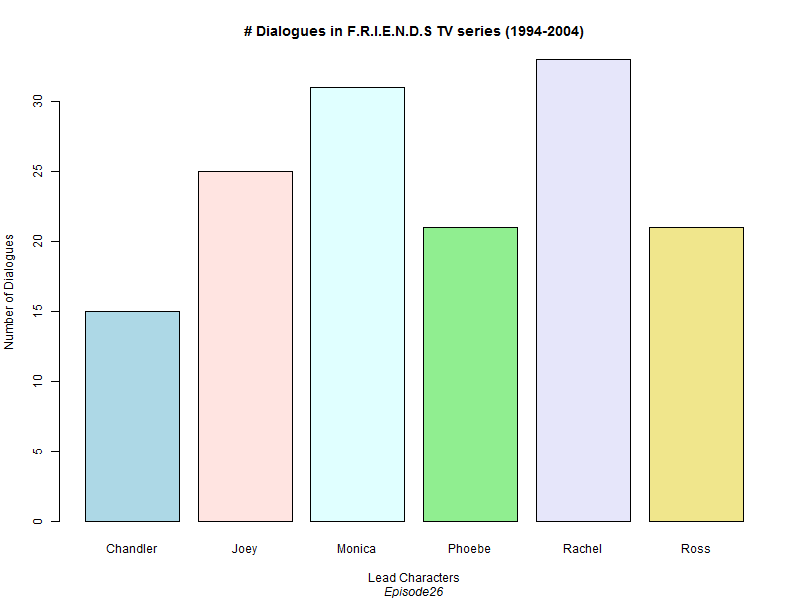 # Dialogues in F.R.I.E.N.D.S TV series (1994-2004)
Number of Dialogues
30
25
20
15
10
5
0
Chandler Joey Monica Phoebe Rachel Ross
Lead Characters
Episode26